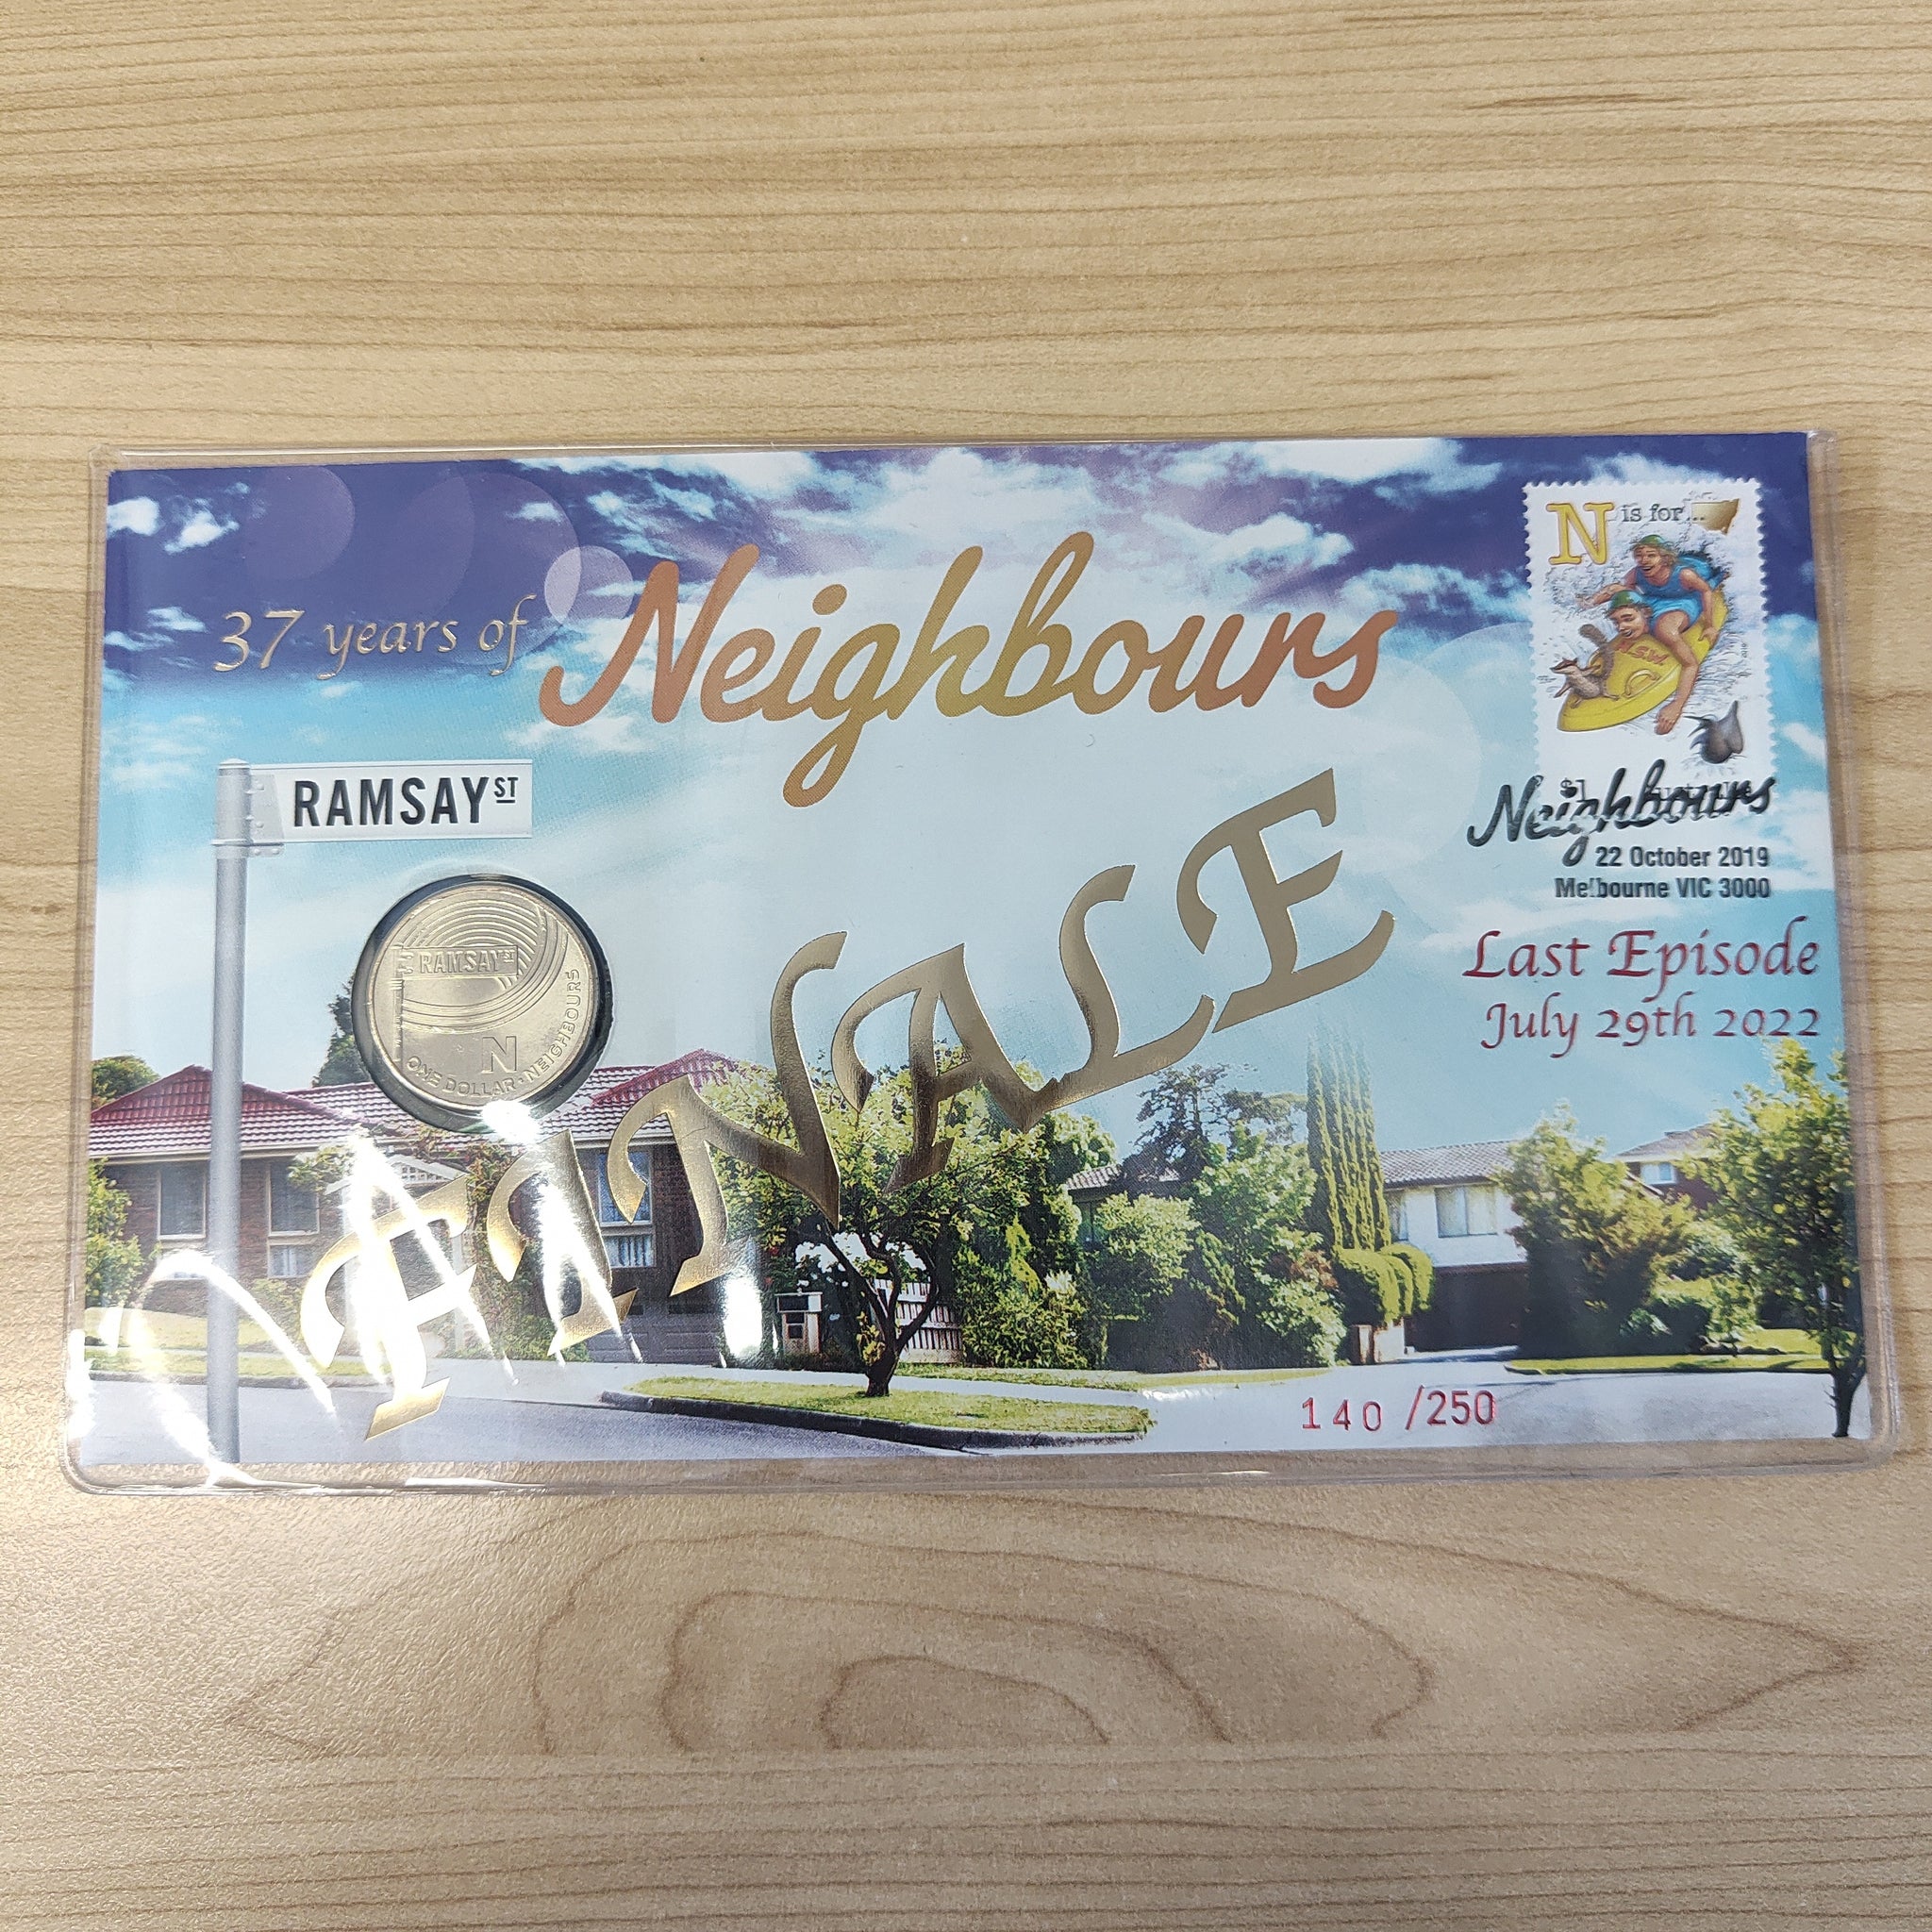 37 years of Neighbours
N is for...
N.S.W.
RAMSAY ST
Neighbours
22 October 2019
Melbourne VIC 3000
Last Episode
July 29th 2022
RAMSAY ST
N
ONE DOLLAR · NEIGHBOURS
FINALE
140 /250